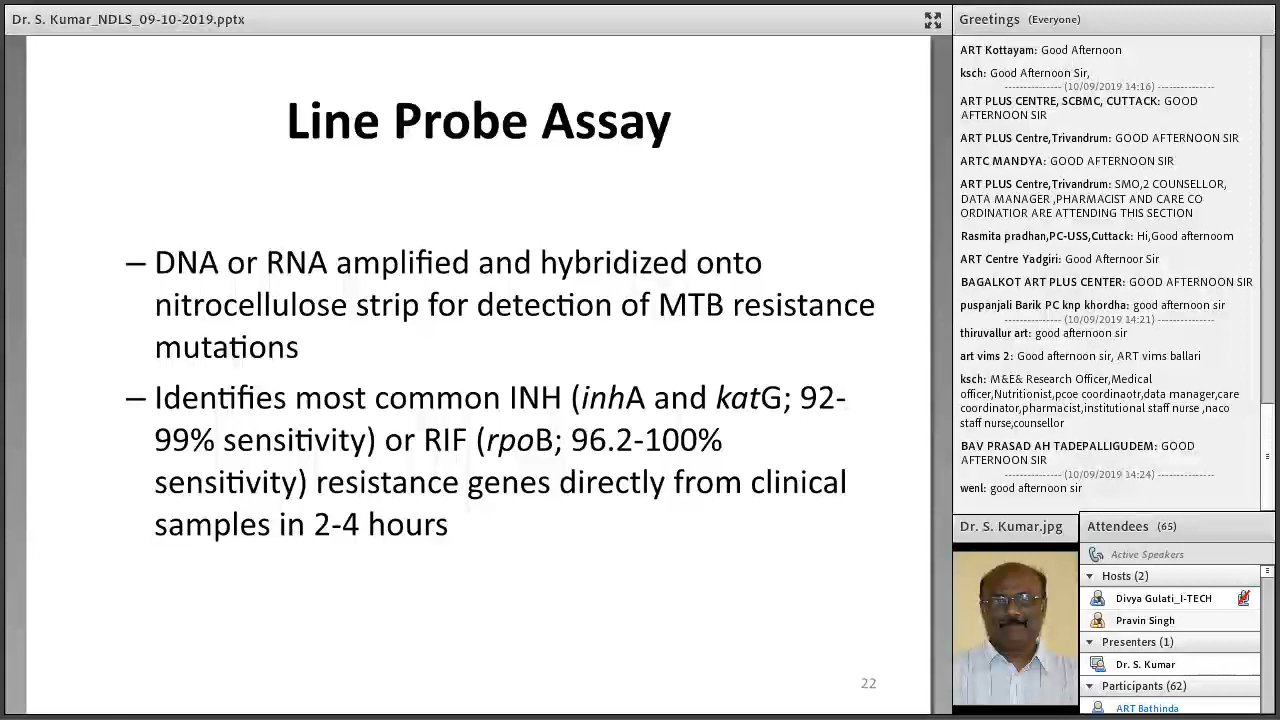 Dr. S. Kumar_NDLS_09-10-2019.pptx
Line Probe Assay
– DNA or RNA amplified and hybridized onto
nitrocellulose strip for detection of MTB resistance
mutations
– Identifies most common INH (inhA and katG; 92-
99% sensitivity) or RIF (rpoB; 96.2-100%
sensitivity) resistance genes directly from clinical
samples in 2-4 hours
22
Greetings (Everyone)
ART Kottayam: Good Afternoon
ksch: Good Afternoon Sir,
--------------- (10/09/2019 14:16) ---------------
ART PLUS CENTRE, SCBMC, CUTTACK: GOOD
AFTERNOON SIR
ART PLUS Centre,Trivandrum: GOOD AFTERNOON SIR
ARTC MANDYA: GOOD AFTERNOON SIR
ART PLUS Centre,Trivandrum: SMO,2 COUNSELLOR,
DATA MANAGER ,PHARMACIST AND CARE CO
ORDINATIOR ARE ATTENDING THIS SECTION
Rasmita pradhan,PC-USS,Cuttack: Hi,Good afternoom
ART Centre Yadgiri: Good Afternoor Sir
BAGALKOT ART PLUS CENTER: GOOD AFTERNOON SIR
puspanjali Barik PC knp khordha: good afternoon sir
--------------- (10/09/2019 14:21) ---------------
thiruvallur art: good afternoon sir
art vims 2: Good afternoon sir, ART vims ballari
ksch: M&E& Research Officer,Medical
officer,Nutritionist,pcoe coordinaotr,data manager,care
coordinator,pharmacist,institutional staff nurse ,naco
staff nurse,counsellor
BAV PRASAD AH TADEPALLIGUDEM: GOOD
AFTERNOON SIR
--------------- (10/09/2019 14:24) ---------------
wenl: good afternoon sir
Dr. S. Kumar.jpg
Attendees (65)
Active Speakers
Hosts (2)
Divya Gulati_I-TECH
Pravin Singh
Presenters (1)
Dr. S. Kumar
Participants (62)
ART Bathinda